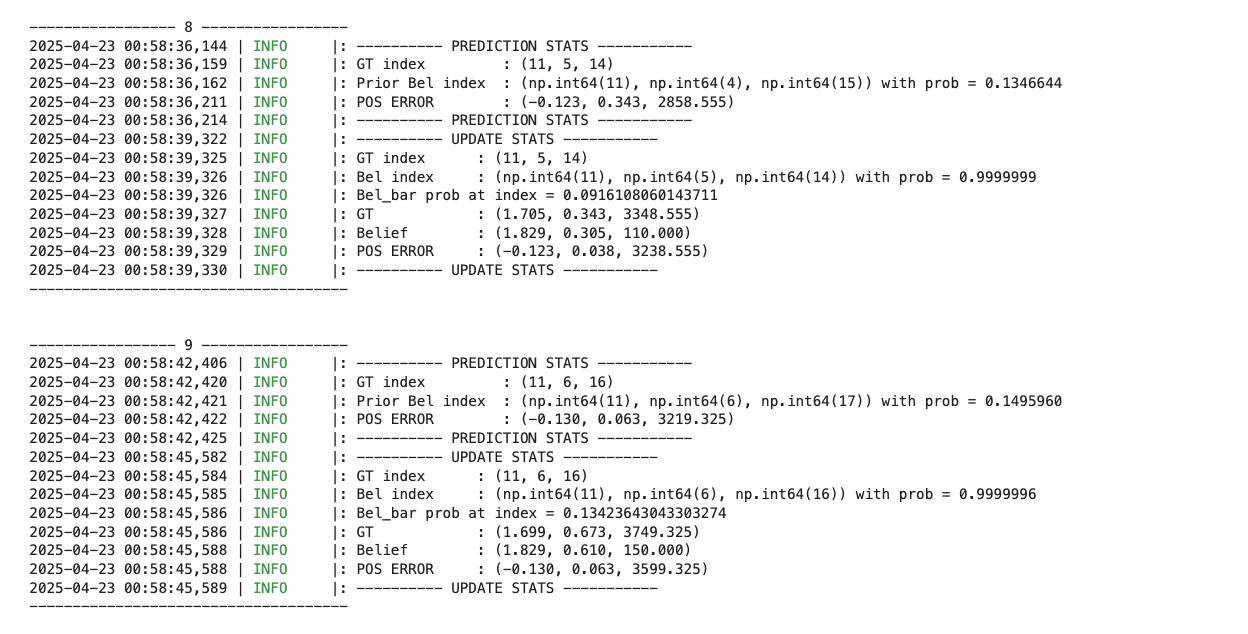 ----------------- 8 -----------------
2025-04-23 00:58:36,144 | INFO     |: ---------- PREDICTION STATS -----------
2025-04-23 00:58:36,159 | INFO     |: GT index         : (11, 5, 14)
2025-04-23 00:58:36,162 | INFO     |: Prior Bel index  : (np.int64(11), np.int64(4), np.int64(15)) with prob = 0.1346644
2025-04-23 00:58:36,211 | INFO     |: POS ERROR        : (-0.123, 0.343, 2858.555)
2025-04-23 00:58:36,214 | INFO     |: ---------- PREDICTION STATS -----------
2025-04-23 00:58:39,322 | INFO     |: ---------- UPDATE STATS -----------
2025-04-23 00:58:39,325 | INFO     |: GT index      : (11, 5, 14)
2025-04-23 00:58:39,326 | INFO     |: Bel index     : (np.int64(11), np.int64(5), np.int64(14)) with prob = 0.9999999
2025-04-23 00:58:39,326 | INFO     |: Bel_bar prob at index = 0.0916108060143711
2025-04-23 00:58:39,327 | INFO     |: GT            : (1.705, 0.343, 3348.555)
2025-04-23 00:58:39,328 | INFO     |: Belief        : (1.829, 0.305, 110.000)
2025-04-23 00:58:39,329 | INFO     |: POS ERROR     : (-0.123, 0.038, 3238.555)
2025-04-23 00:58:39,330 | INFO     |: ---------- UPDATE STATS -----------
-------------------------------------
----------------- 9 -----------------
2025-04-23 00:58:42,406 | INFO     |: ---------- PREDICTION STATS -----------
2025-04-23 00:58:42,420 | INFO     |: GT index         : (11, 6, 16)
2025-04-23 00:58:42,421 | INFO     |: Prior Bel index  : (np.int64(11), np.int64(6), np.int64(17)) with prob = 0.1495960
2025-04-23 00:58:42,422 | INFO     |: POS ERROR        : (-0.130, 0.063, 3219.325)
2025-04-23 00:58:42,425 | INFO     |: ---------- PREDICTION STATS -----------
2025-04-23 00:58:45,582 | INFO     |: ---------- UPDATE STATS -----------
2025-04-23 00:58:45,584 | INFO     |: GT index      : (11, 6, 16)
2025-04-23 00:58:45,585 | INFO     |: Bel index     : (np.int64(11), np.int64(6), np.int64(16)) with prob = 0.9999996
2025-04-23 00:58:45,586 | INFO     |: Bel_bar prob at index = 0.13423643043303274
2025-04-23 00:58:45,586 | INFO     |: GT            : (1.699, 0.673, 3749.325)
2025-04-23 00:58:45,588 | INFO     |: Belief        : (1.829, 0.610, 150.000)
2025-04-23 00:58:45,588 | INFO     |: POS ERROR     : (-0.130, 0.063, 3599.325)
2025-04-23 00:58:45,589 | INFO     |: ---------- UPDATE STATS -----------
-------------------------------------